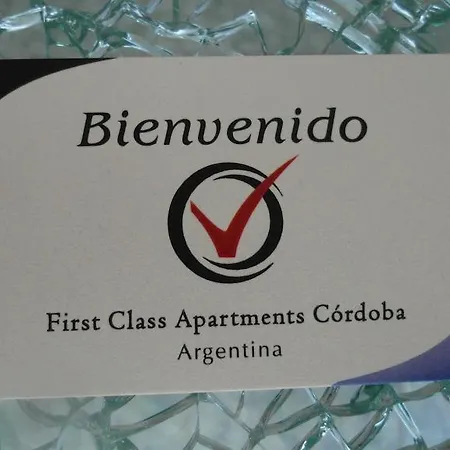 Bienvenido
First Class Apartments Córdoba
Argentina